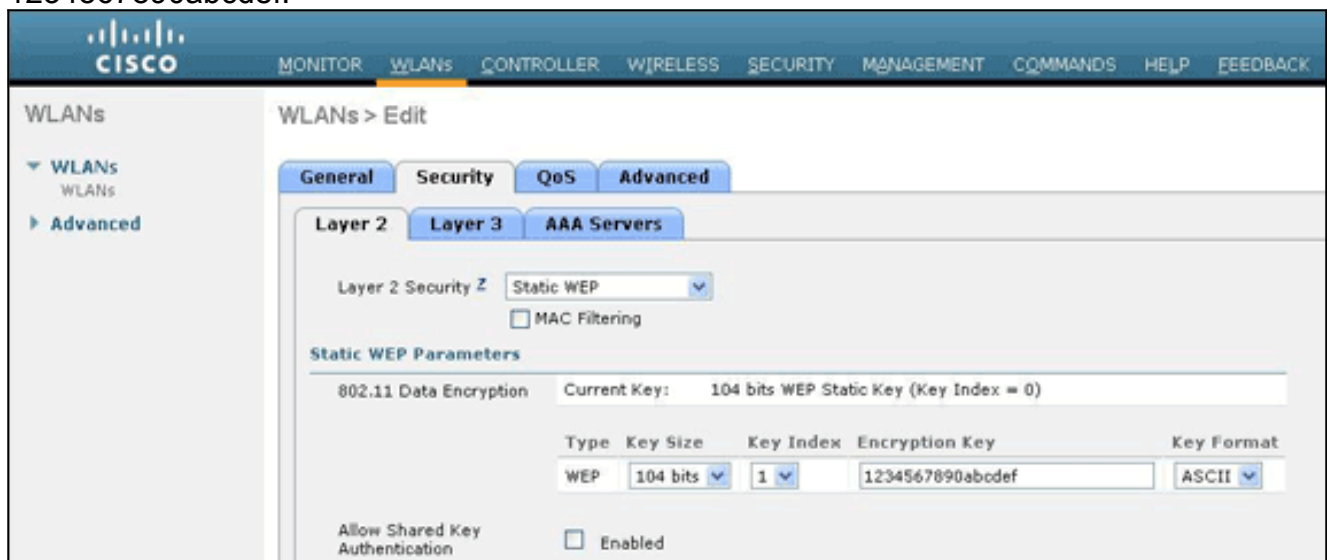 1234567890abcdef.
CISCO
MONITOR WLANs CONTROLLER WIRELESS SECURITY MANAGEMENT COMMANDS HELP FEEDBACK
WLANs
WLANs > Edit
WLANs
WLANs
Advanced
General Security QoS Advanced
Layer 2 Layer 3 AAA Servers
Layer 2 Security Z Static WEP
MAC Filtering
Static WEP Parameters
802.11 Data Encryption Current Key: 104 bits WEP Static Key (Key Index = 0)
Type Key Size Key Index Encryption Key Key Format
WEP 104 bits 1 1234567890abcdef ASCII
Allow Shared Key
Authentication Enabled